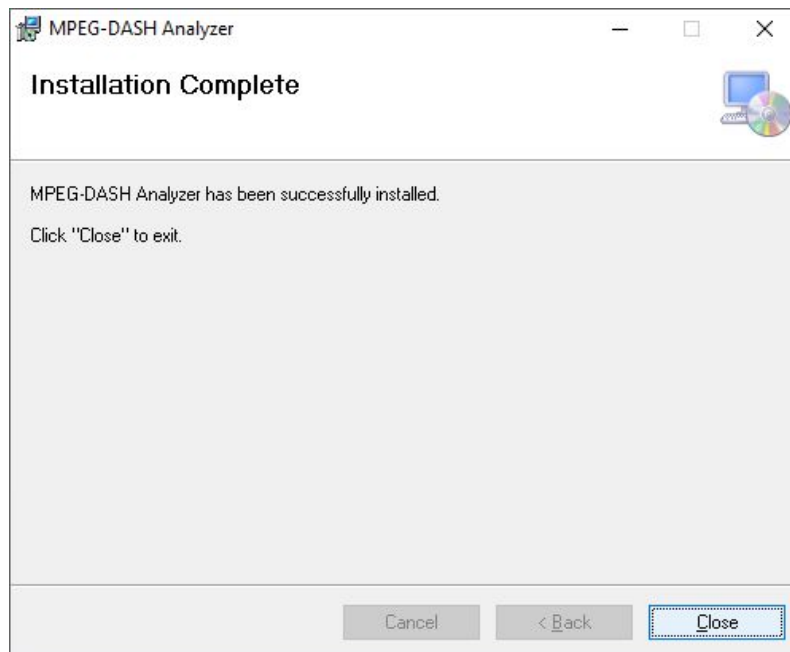 MPEG-DASH Analyzer
Installation Complete
MPEG-DASH Analyzer has been successfully installed.
Click "Close" to exit.
Cancel
< Back
Close